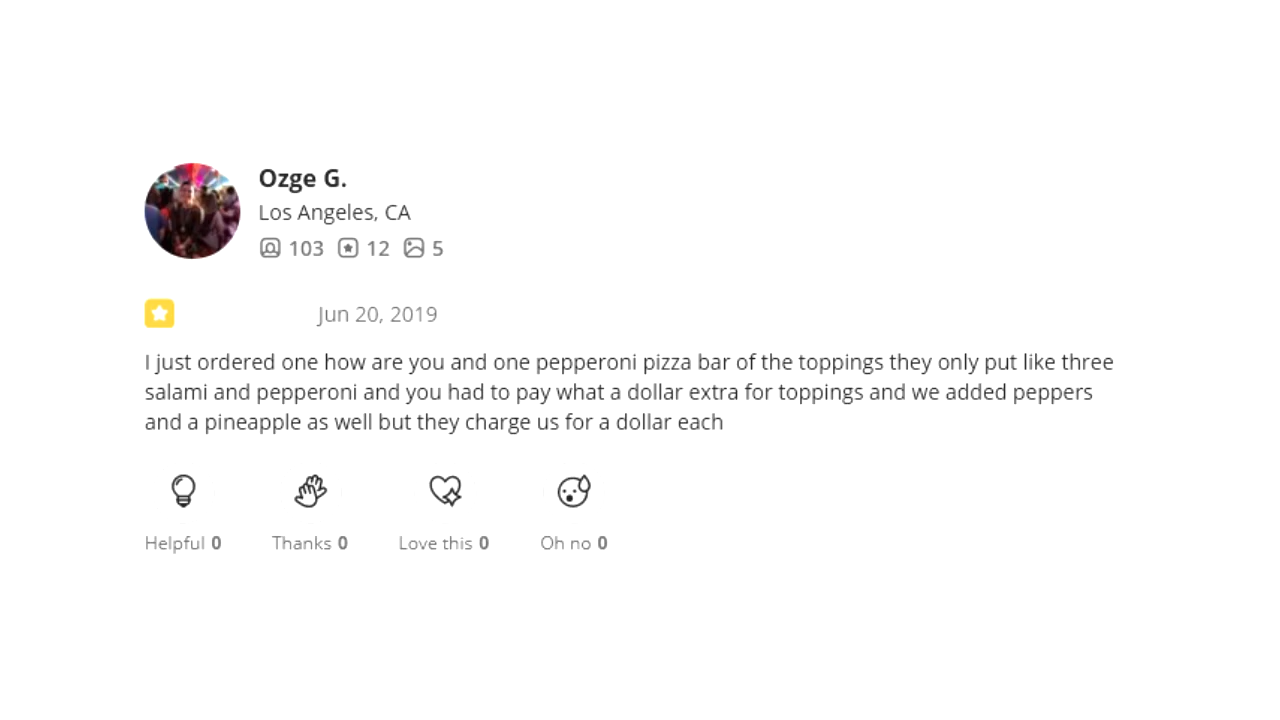 Ozge G.
Los Angeles, CA
103 12 5
Jun 20, 2019
I just ordered one how are you and one pepperoni pizza bar of the toppings they only put like three
salami and pepperoni and you had to pay what a dollar extra for toppings and we added peppers
and a pineapple as well but they charge us for a dollar each
Helpful 0 Thanks 0 Love this 0 Oh no 0